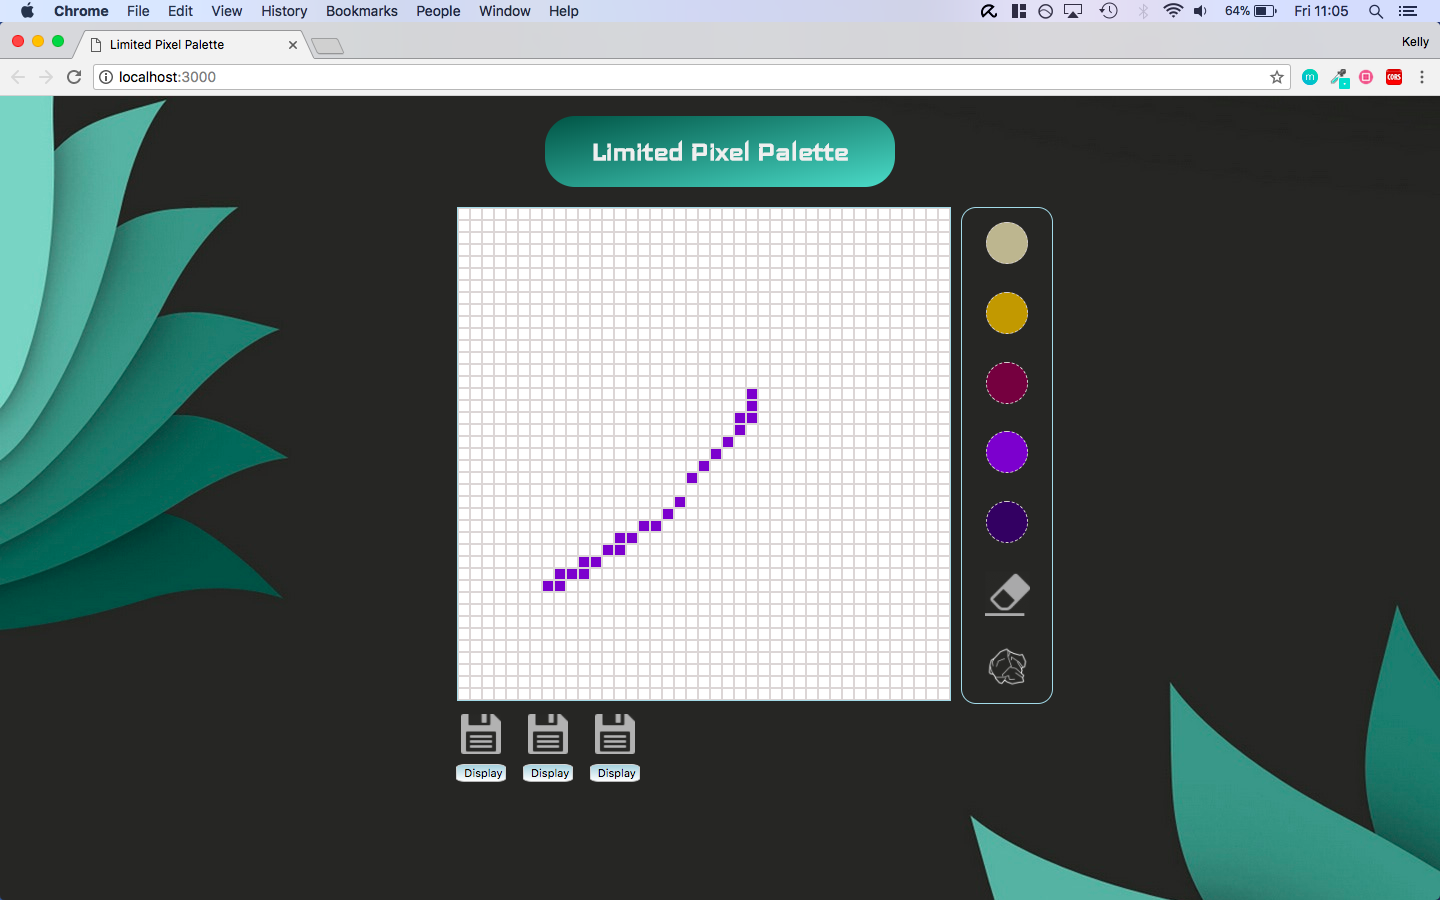 Chrome File Edit View History Bookmarks People Window Help 64% Fri 11:05
Limited Pixel Palette Kelly
localhost:3000 m CORS
Limited Pixel Palette
Display Display Display